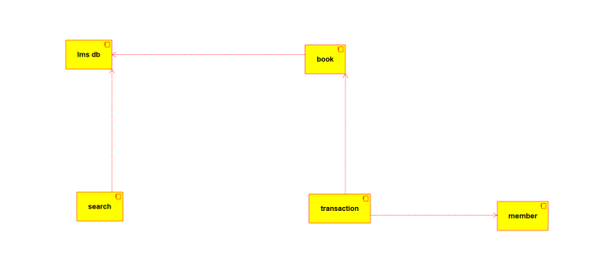 lms db
book
search
transaction
member